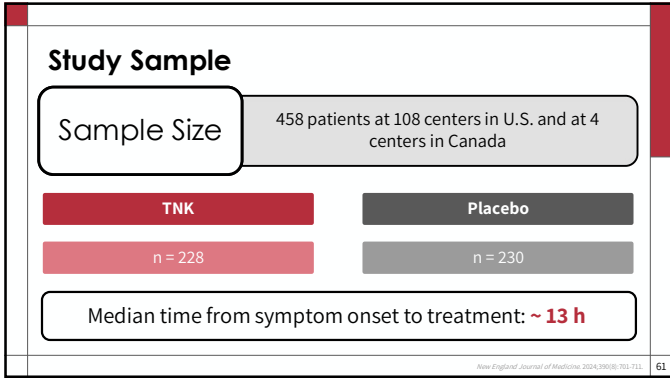 Study Sample
Sample Size
458 patients at 108 centers in U.S. and at 4
centers in Canada
TNK
Placebo
n = 228
n = 230
Median time from symptom onset to treatment: ~ 13 h
New England Journal of Medicine. 2024;390(8):701-711.
61